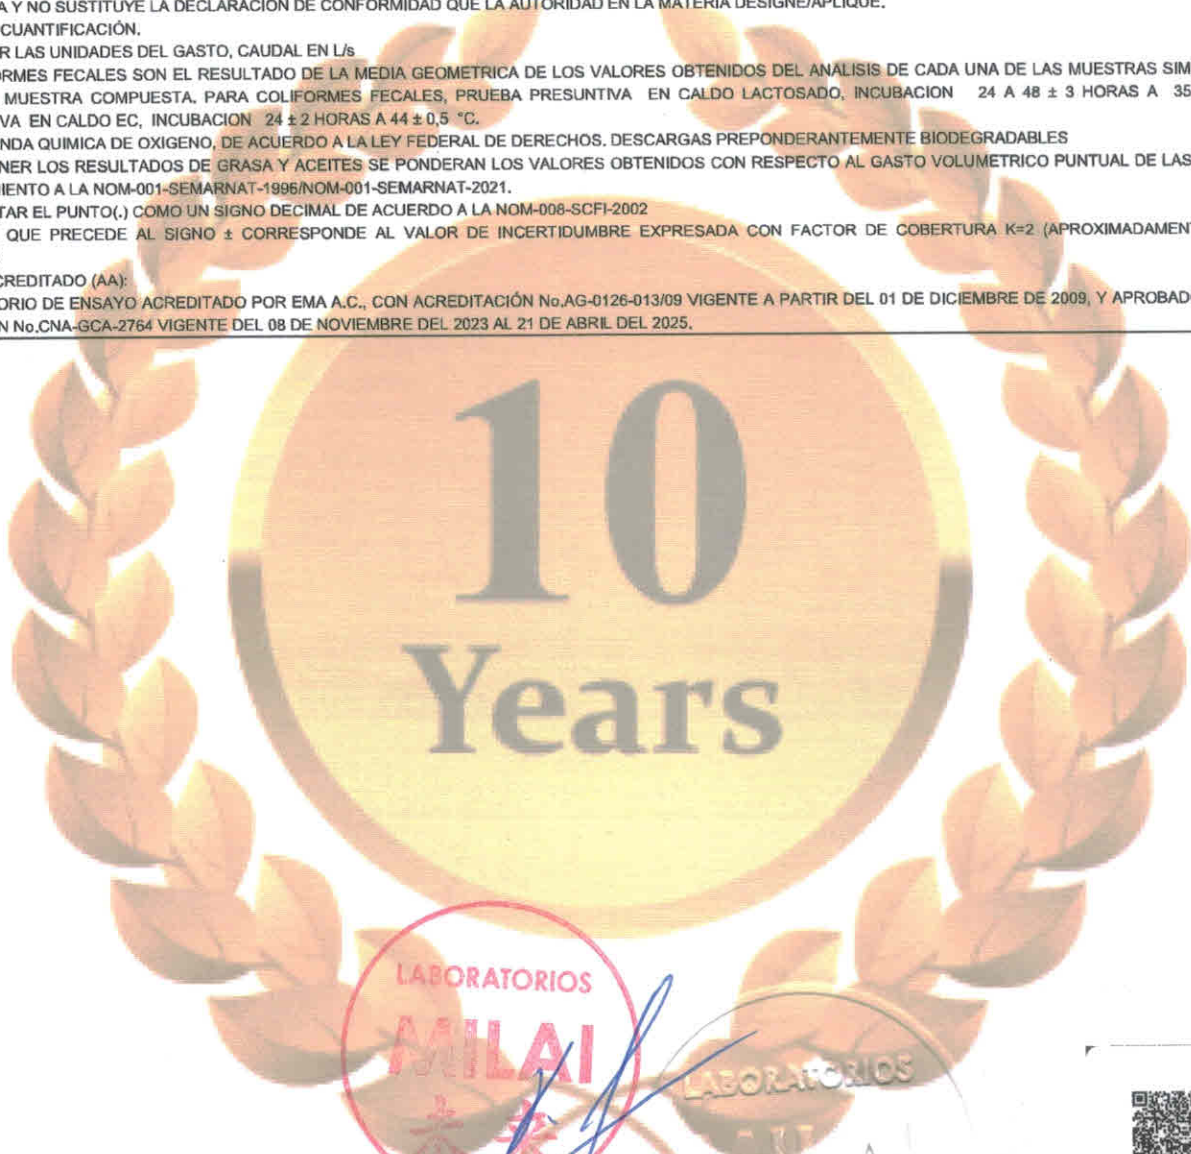 A Y NO SUSTITUYE LA DECLARACION DE CONFORMIDAD QUE LA AUTORIDAD EN LA MATERIA DESIGNE/APLIQUE.
CUANTIFICACIÓN.
R LAS UNIDADES DEL GASTO, CAUDAL EN L/s
RMES FECALES SON EL RESULTADO DE LA MEDIA GEOMETRICA DE LOS VALORES OBTENIDOS DEL ANALISIS DE CADA UNA DE LAS MUESTRAS SIM
MUESTRA COMPUESTA. PARA COLIFORMES FECALES, PRUEBA PRESUNTIVA EN CALDO LACTOSADO, INCUBACION 24 A 48 ± 3 HORAS A 35
VA EN CALDO EC, INCUBACION 24 ± 2 HORAS A 44 ± 0,5 °C.
NDA QUIMICA DE OXIGENO, DE ACUERDO A LA LEY FEDERAL DE DERECHOS. DESCARGAS PREPONDERANTEMENTE BIODEGRADABLES
NER LOS RESULTADOS DE GRASA Y ACEITES SE PONDERAN LOS VALORES OBTENIDOS CON RESPECTO AL GASTO VOLUMETRICO PUNTUAL DE LAS
IENTO A LA NOM-001-SEMARNAT-1996/NOM-001-SEMARNAT-2021.
TAR EL PUNTO(.) COMO UN SIGNO DECIMAL DE ACUERDO A LA NOM-008-SCFI-2002
QUE PRECEDE AL SIGNO ± CORRESPONDE AL VALOR DE INCERTIDUMBRE EXPRESADA CON FACTOR DE COBERTURA K=2 (APROXIMADAMEN
CREDITADO (AA):
ORIO DE ENSAYO ACREDITADO POR EMA A.C., CON ACREDITACIÓN No.AG-0126-013/09 VIGENTE A PARTIR DEL 01 DE DICIEMBRE DE 2009, Y APROBAD
N No.CNA-GCA-2764 VIGENTE DEL 08 DE NOVIEMBRE DEL 2023 AL 21 DE ABRIL DEL 2025.
10
Years
LABORATORIOS
MILAI
未来
LABORATORIOS